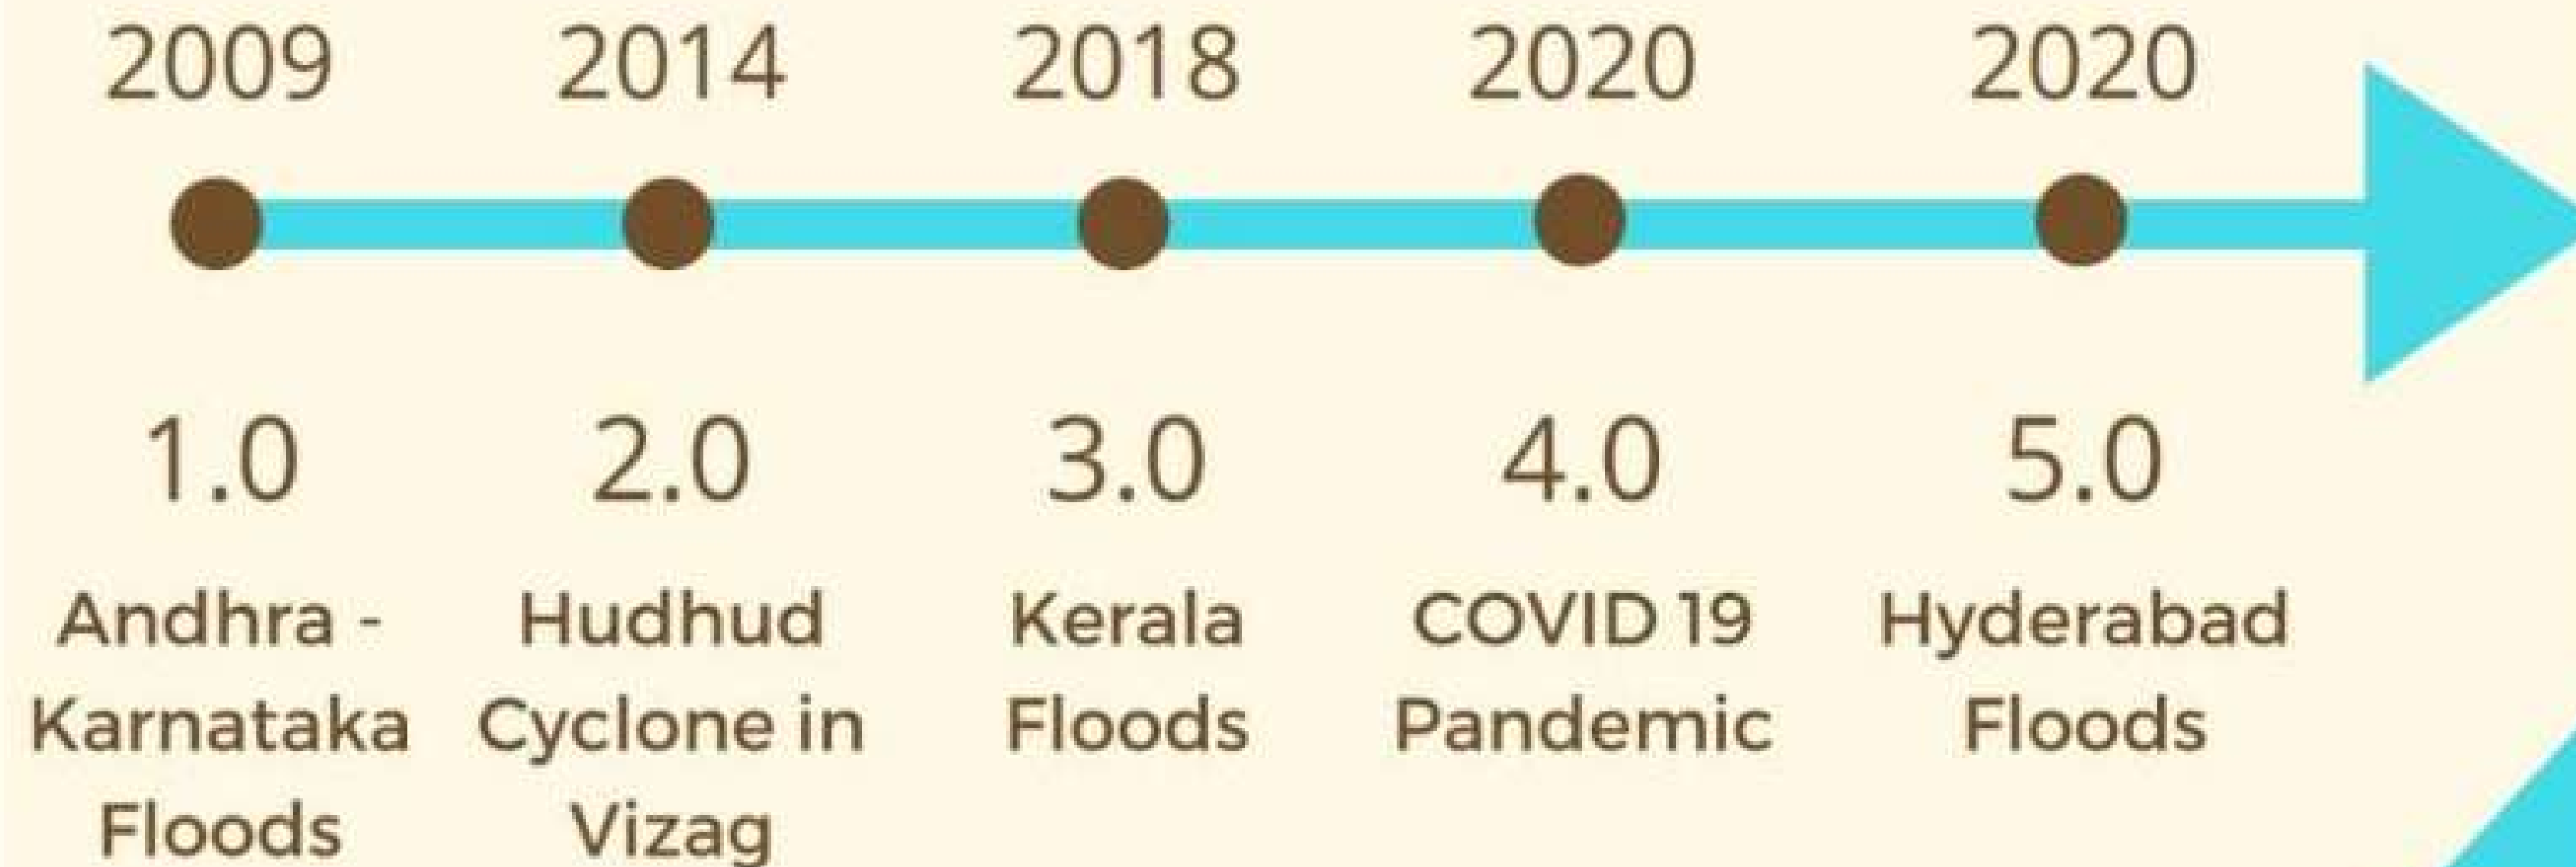 2009 2014 2018 2020 2020
1.0 2.0 3.0 4.0 5.0
Andhra - Hudhud Kerala COVID 19 Hyderabad
Karnataka Cyclone in Floods Pandemic Floods
Floods Vizag